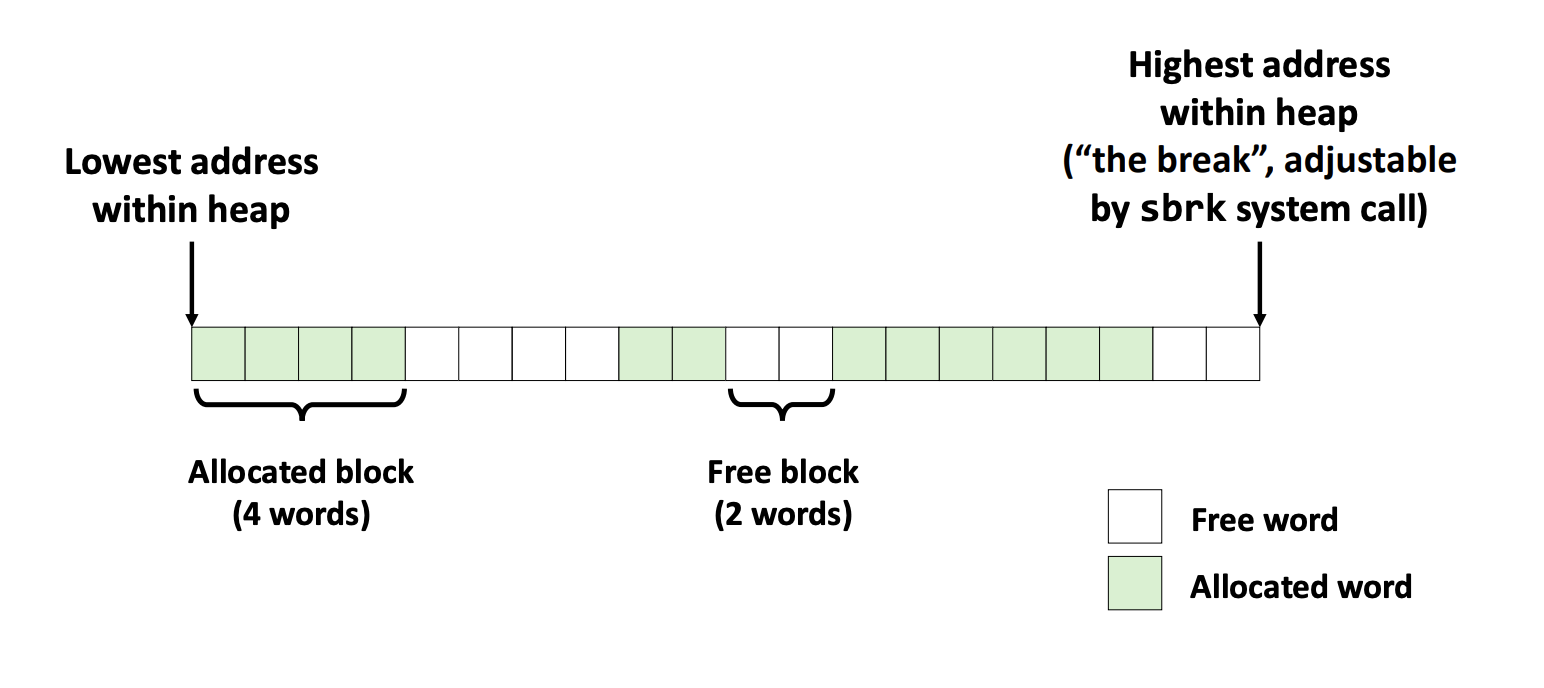 Highest address
within heap
(“the break”, adjustable
by sbrk system call)
Lowest address
within heap
Allocated block
(4 words)
Free block
(2 words)
Free word
Allocated word